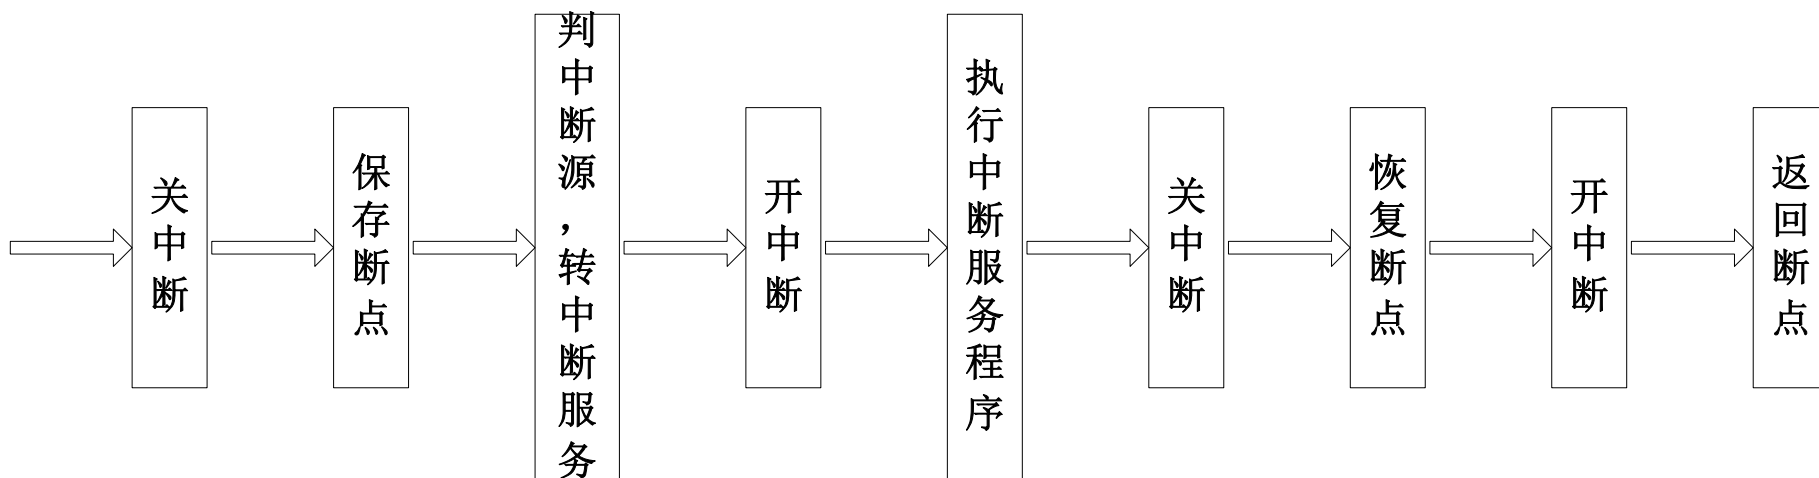 关中断
保存断点
判中断源，转中断服务
开中断
执行中断服务程序
关中断
恢复断点
开中断
返回断点